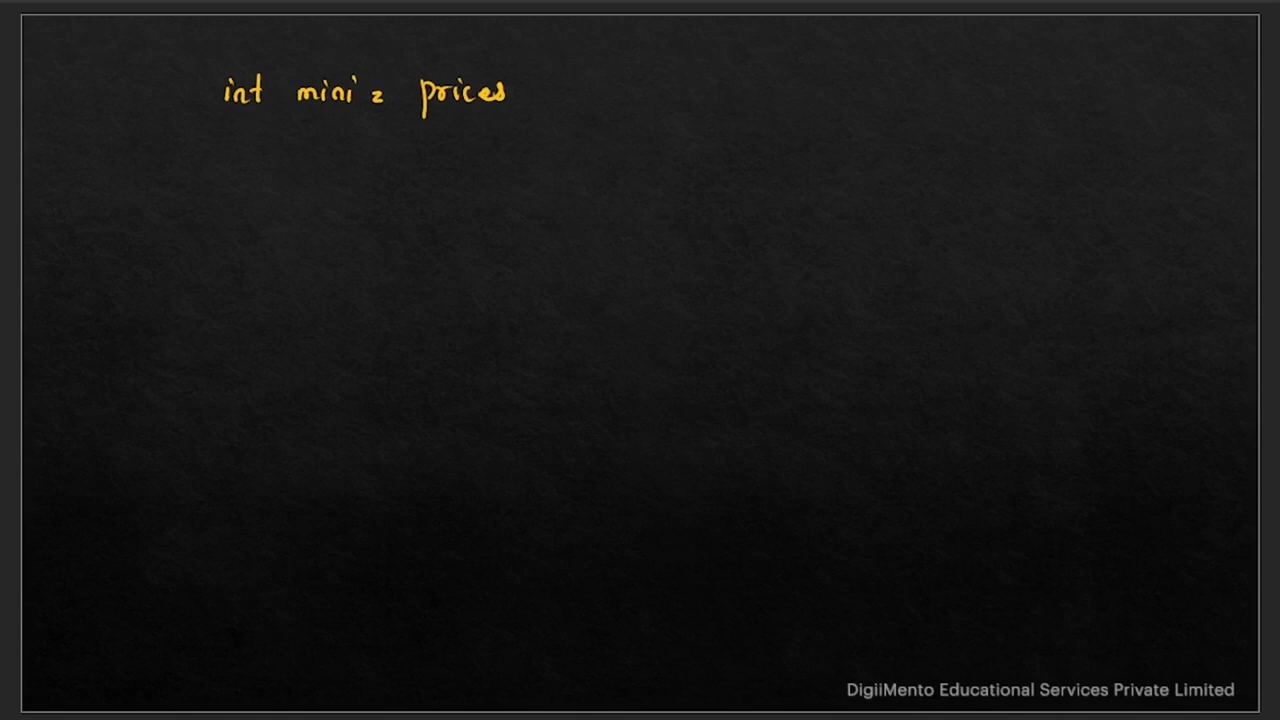 int mini = prices
DigiiMento Educational Services Private Limited